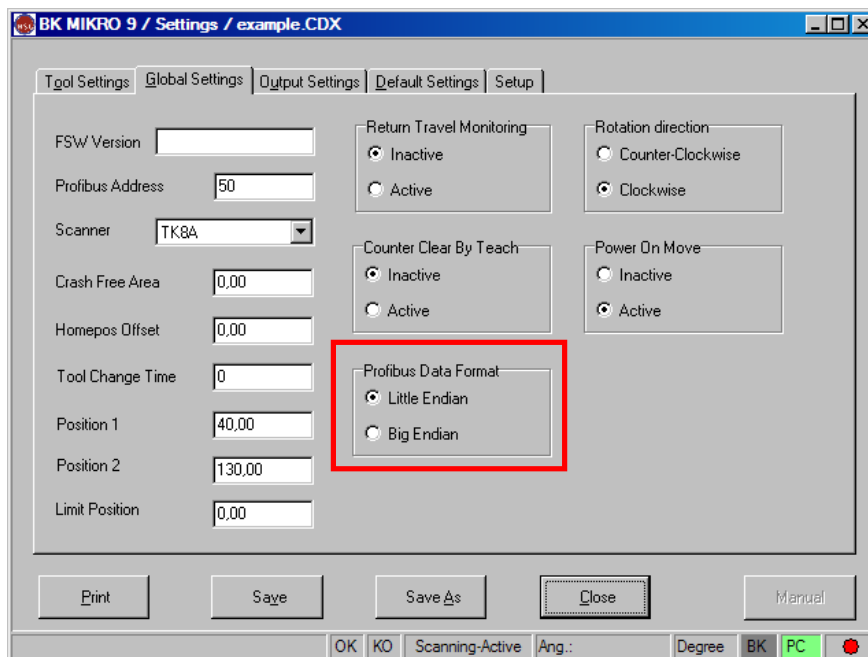 BK MIKRO 9 / Settings / example.CDX
Tool Settings Global Settings Output Settings Default Settings Setup
FSW Version
Profibus Address 50
Scanner TK8A
Crash Free Area 0,00
Homepos Offset 0,00
Tool Change Time 0
Position 1 40,00
Position 2 130,00
Limit Position 0,00
Return Travel Monitoring
Inactive
Active
Counter Clear By Teach
Inactive
Active
Profibus Data Format
Little Endian
Big Endian
Rotation direction
Counter-Clockwise
Clockwise
Power On Move
Inactive
Active
Print Save Save As Close Manual
OK KO Scanning-Active Ang.: Degree BK PC